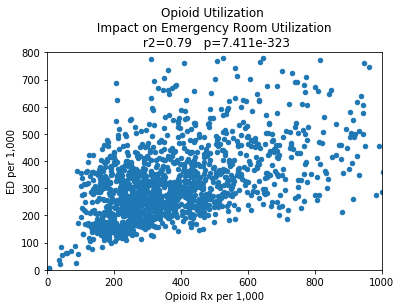 Opioid Utilization
Impact on Emergency Room Utilization
r2=0.79 p=7.411e-323
800
700
600
500
400
300
200
100
0
ED per 1,000
0 200 400 600 800 1000
Opioid Rx per 1,000